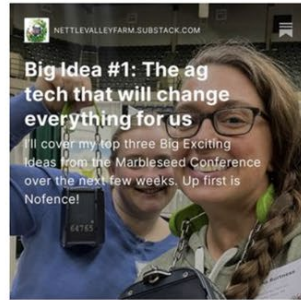 NETTLEVALLEYFARM.SUBSTACK.COM
Big Idea #1: The ag
tech that will change
everything for us
I'll cover my top three Big Exciting
Ideas from the Marbleseed Conference
over the next few weeks. Up first is
Nofence!
64765